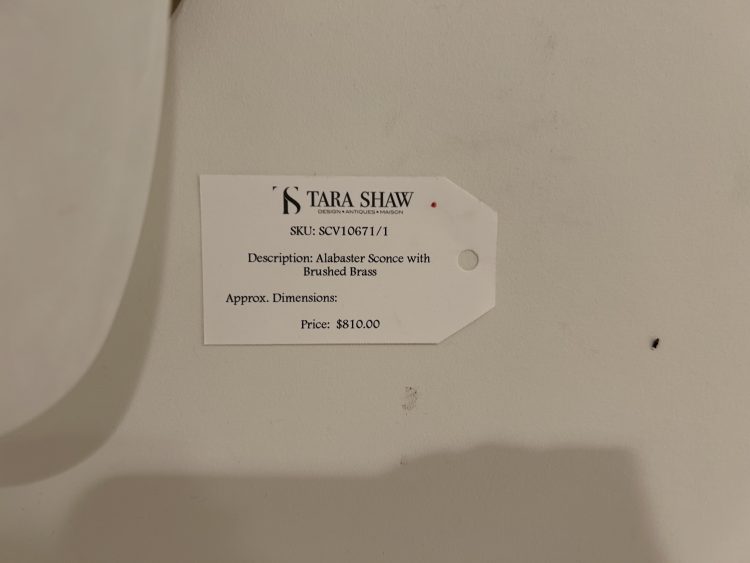 TS TARA SHAW
DESIGN • ANTIQUES • MAISON
SKU: SCV10671/1
Description: Alabaster Sconce with
Brushed Brass
Approx. Dimensions:
Price: $810.00